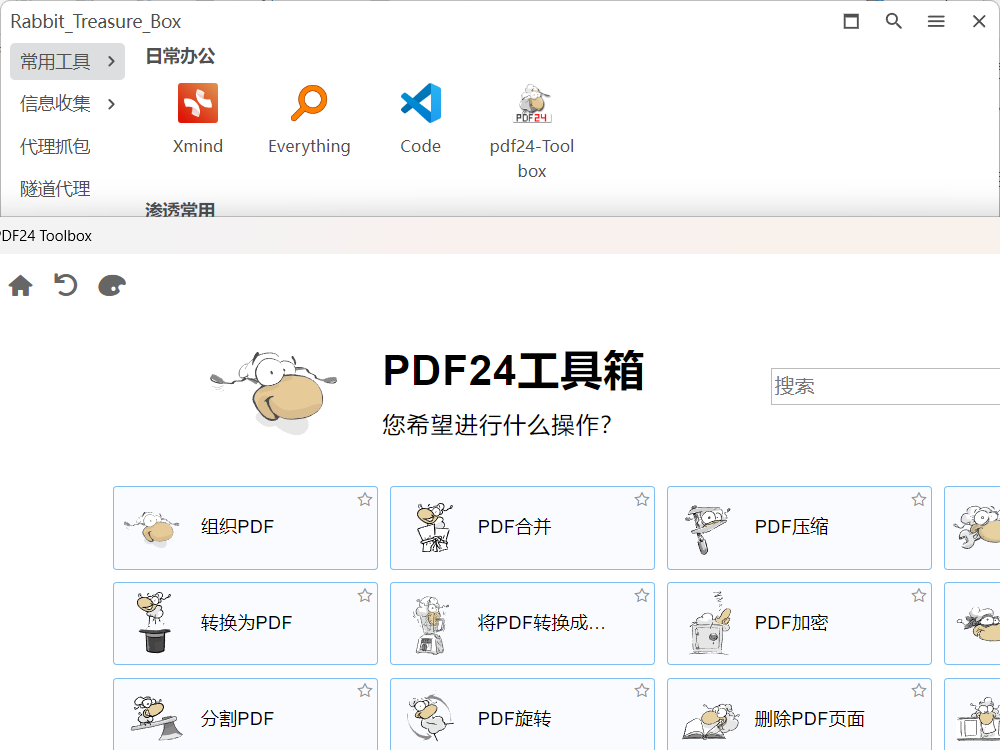 Rabbit_Treasure_Box
常用工具
日常办公
信息收集
代理抓包
隧道代理
PDF24
Xmind
Everything
Code
pdf24-Tool
box
渗透常用
PDF24 Toolbox
PDF24工具箱
您希望进行什么操作？
搜索
组织PDF
PDF合并
PDF压缩
转换为PDF
将PDF转换成...
PDF加密
分割PDF
PDF旋转
删除PDF页面